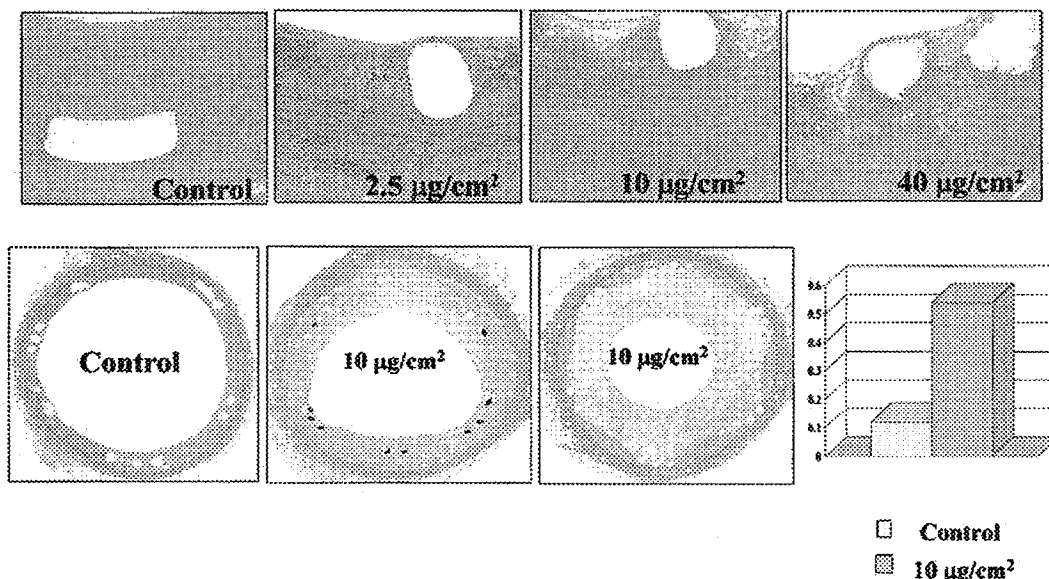 Control
2.5 µg/cm²
10 µg/cm²
40 µg/cm²
Control
10 µg/cm²
10 µg/cm²
0.6
0.5
0.4
0.3
0.2
0.1
0
Control
10 µg/cm²